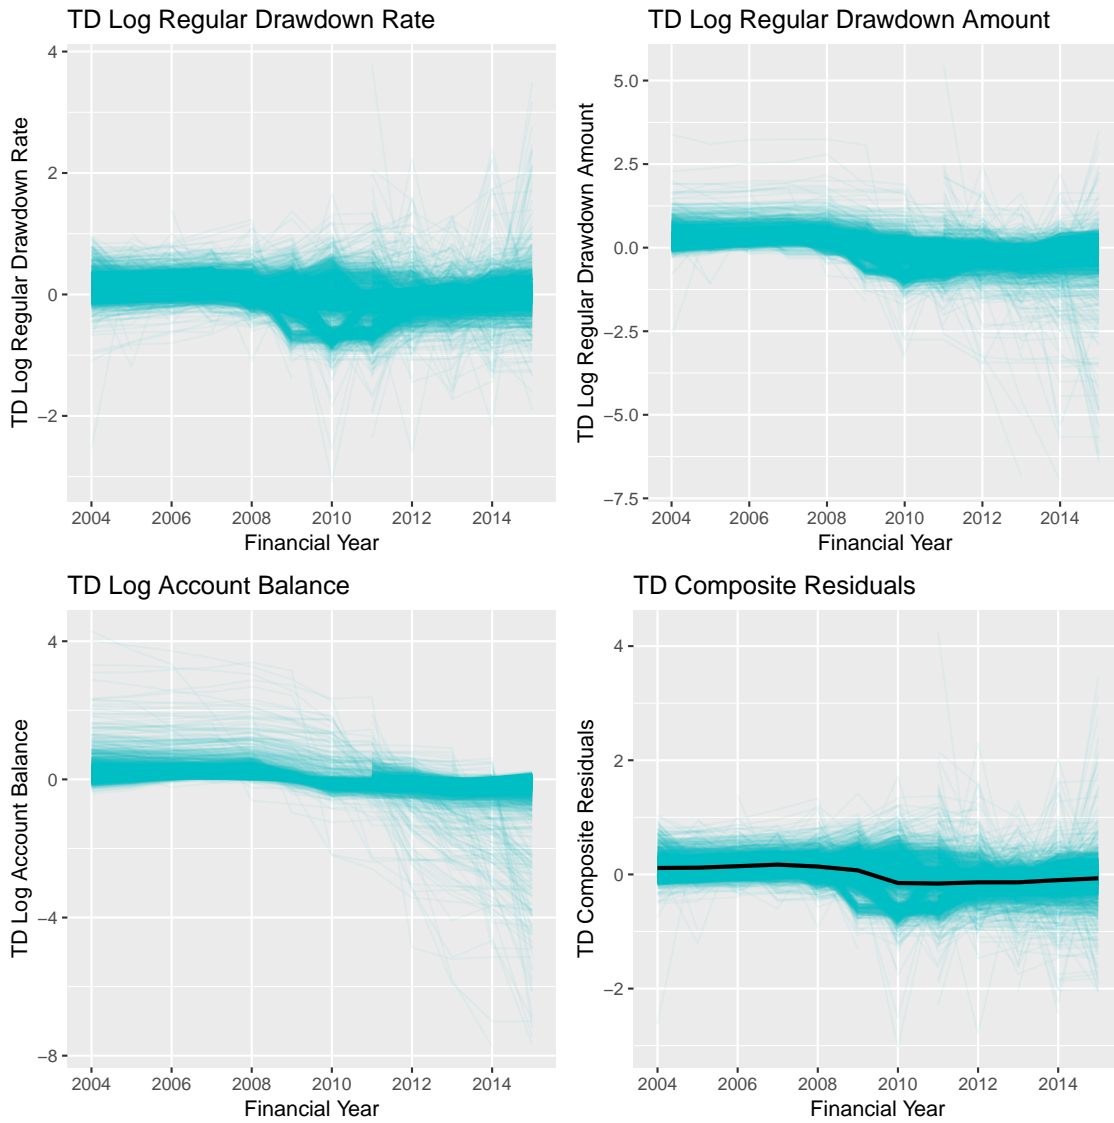 TD Log Regular Drawdown Rate
TD Log Regular Drawdown Rate
4
2
0
−2
2004 2006 2008 2010 2012 2014
Financial Year
TD Log Regular Drawdown Amount
TD Log Regular Drawdown Amount
5.0
2.5
0.0
−2.5
−5.0
−7.5
2004 2006 2008 2010 2012 2014
Financial Year
TD Log Account Balance
TD Log Account Balance
4
0
−4
−8
2004 2006 2008 2010 2012 2014
Financial Year
TD Composite Residuals
TD Composite Residuals
4
2
0
−2
2004 2006 2008 2010 2012 2014
Financial Year